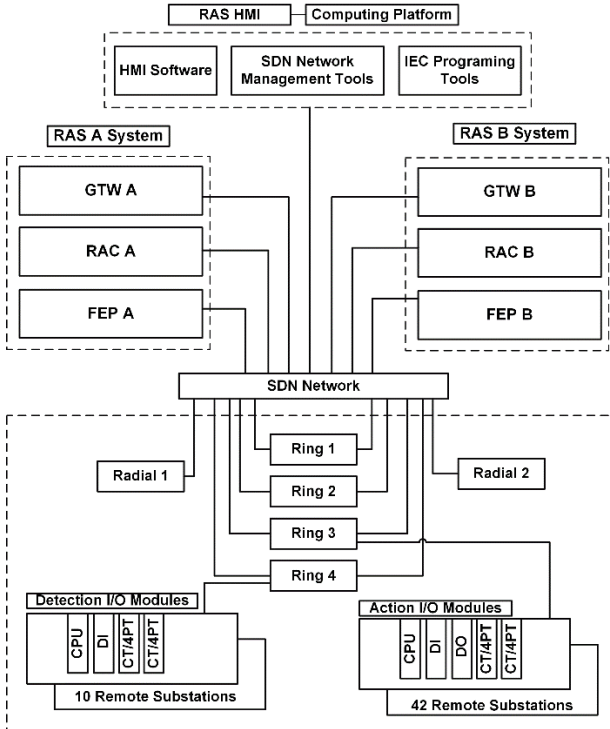 RAS HMI
Computing Platform
HMI Software
SDN Network
Management Tools
IEC Programing
Tools
RAS A System
RAS B System
GTW A
RAC A
FEP A
GTW B
RAC B
FEP B
SDN Network
Radial 1
Ring 1
Ring 2
Ring 3
Ring 4
Radial 2
Detection I/O Modules
CPU
DI
CT/4PT
CT/4PT
10 Remote Substations
Action I/O Modules
CPU
DI
DO
CT/4PT
CT/4PT
42 Remote Substations